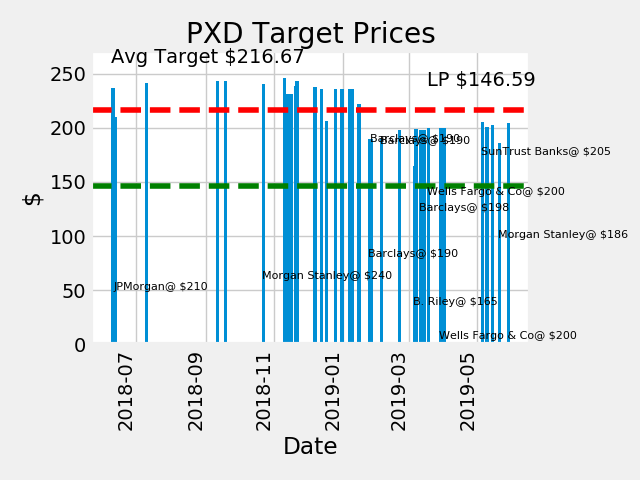 PXD Target Prices
Avg Target $216.67
LP $146.59
250
200
150
100
50
0
$
Barclays@ $190
Barclays@ $190
SunTrust Banks@ $205
Wells Fargo & Co@ $200
Barclays@ $198
Morgan Stanley@ $186
Barclays@ $190
Morgan Stanley@ $240
JPMorgan@ $210
B. Riley@ $165
Wells Fargo & Co@ $200
2018-07
2018-09
2018-11
2019-01
2019-03
2019-05
Date